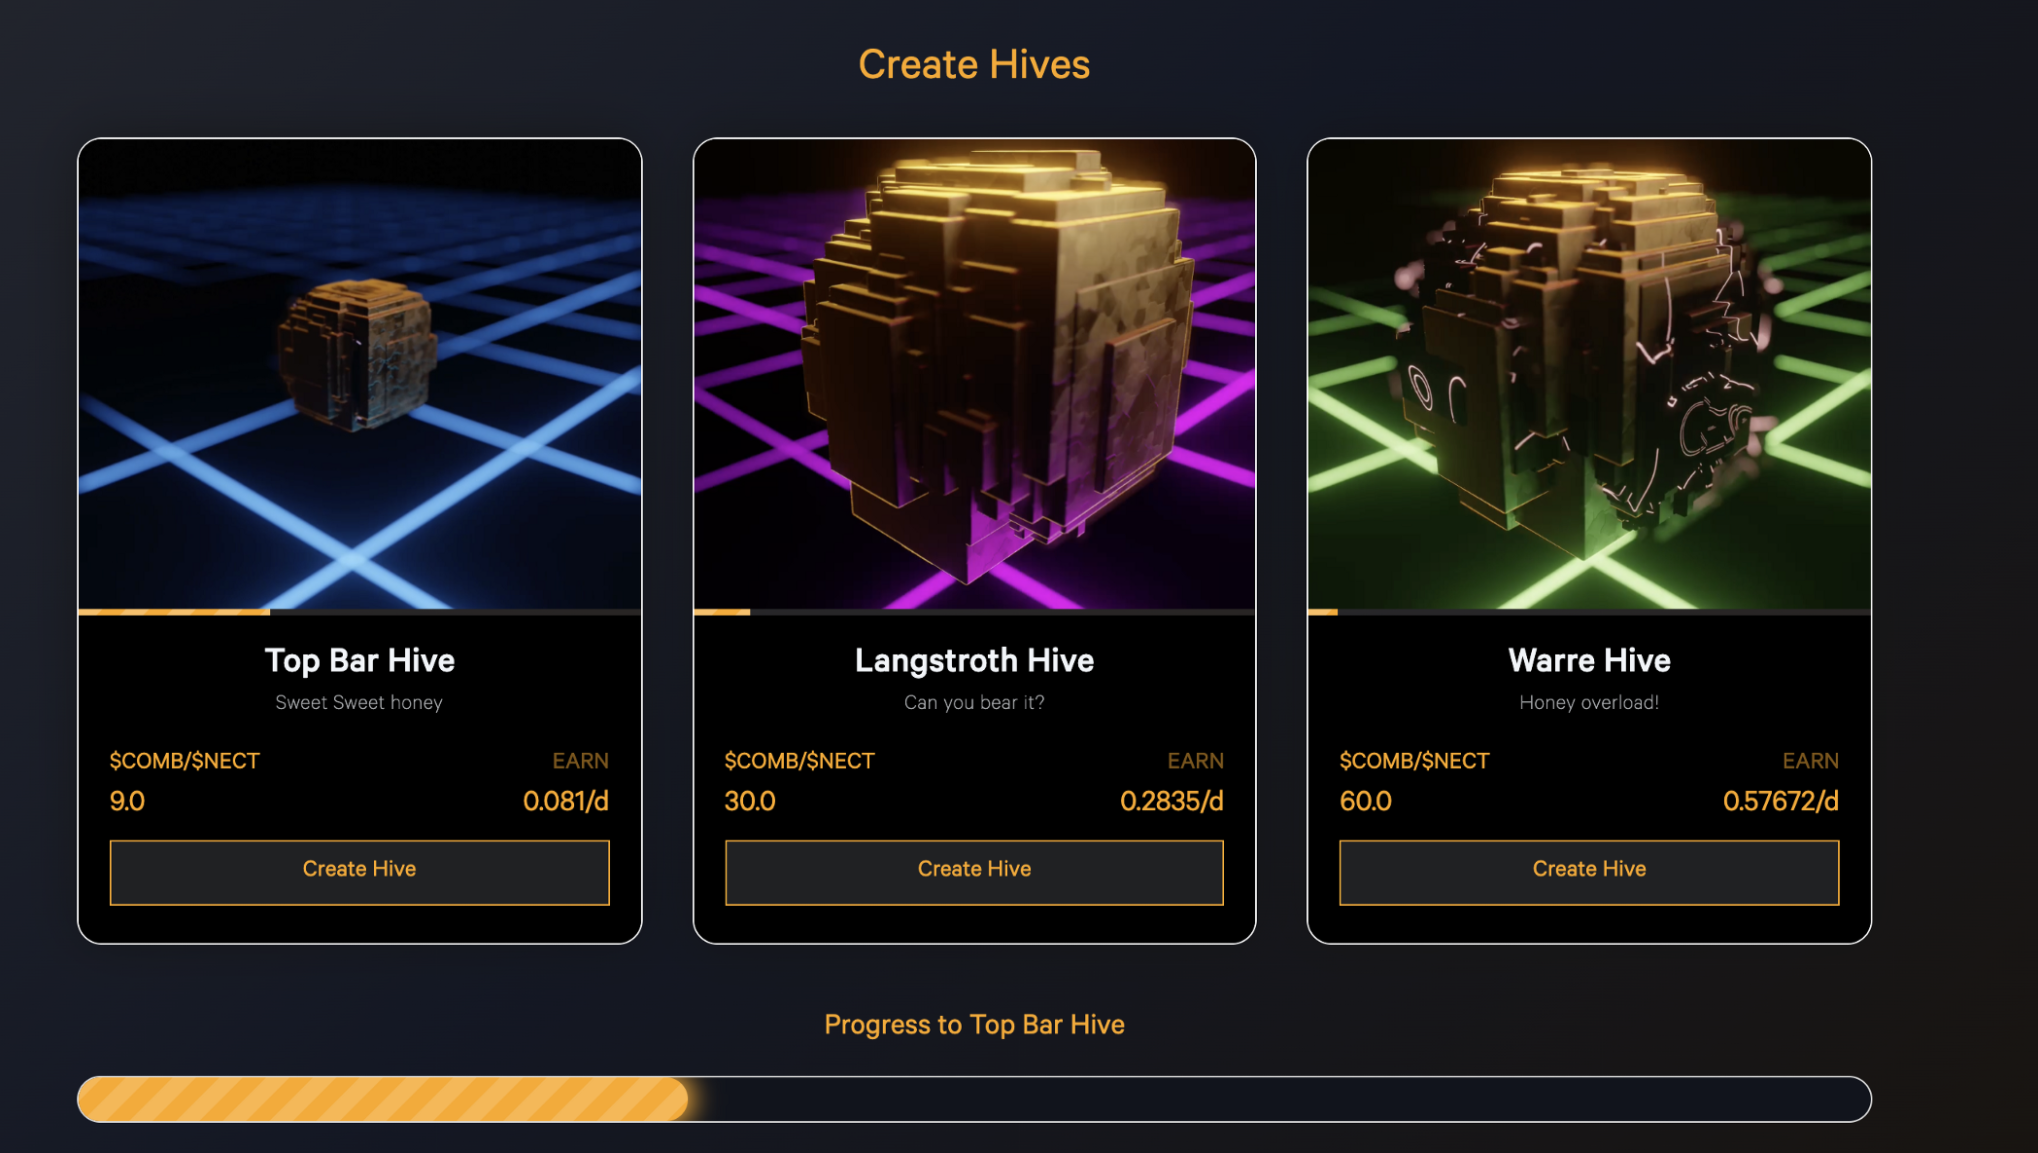 Create Hives
Top Bar Hive
Sweet Sweet honey
$COMB/$NECT EARN
9.0 0.081/d
Create Hive
Langstroth Hive
Can you bear it?
$COMB/$NECT EARN
30.0 0.2835/d
Create Hive
Warre Hive
Honey overload!
$COMB/$NECT EARN
60.0 0.57672/d
Create Hive
Progress to Top Bar Hive